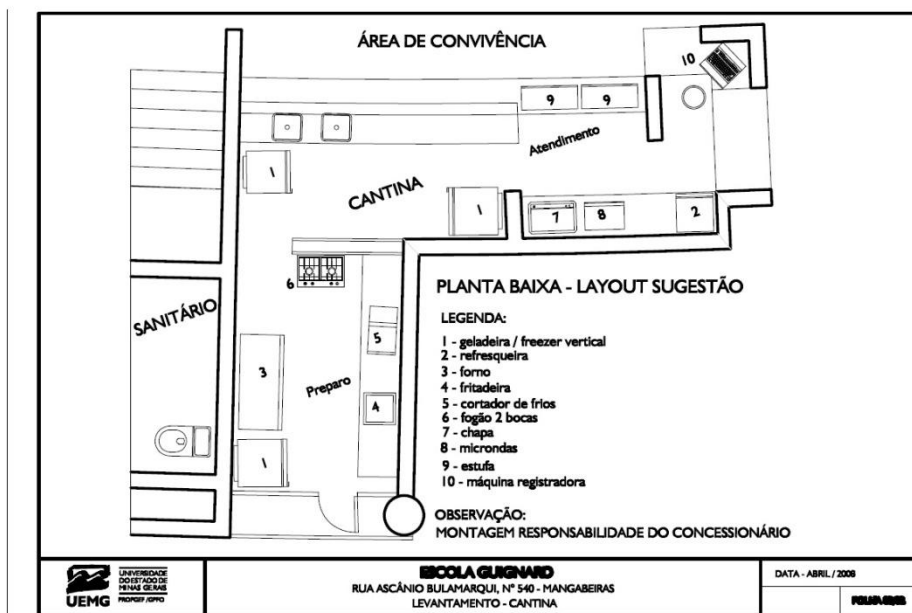 ÁREA DE CONVIVÊNCIA
10
9
9
Atendimento
1
CANTINA
1
7
8
2
6
SANITÁRIO
5
3
Preparo
4
1
PLANTA BAIXA - LAYOUT SUGESTÃO
LEGENDA:
1 - geladeira / freezer vertical
2 - refresqueira
3 - forno
4 - fritadeira
5 - cortador de frios
6 - fogão 2 bocas
7 - chapa
8 - microndas
9 - estufa
10 - máquina registradora
OBSERVAÇÃO:
MONTAGEM RESPONSABILIDADE DO CONCESSIONÁRIO
UEMG
UNIVERSIDADE
DO ESTADO DE
MINAS GERAIS
ESCOLA GUIGNARD
RUA ASCÂNIO BULAMARQUI, Nº 540 - MANGABEIRAS
LEVANTAMENTO - CANTINA
DATA - ABRIL / 2008
FOLHA